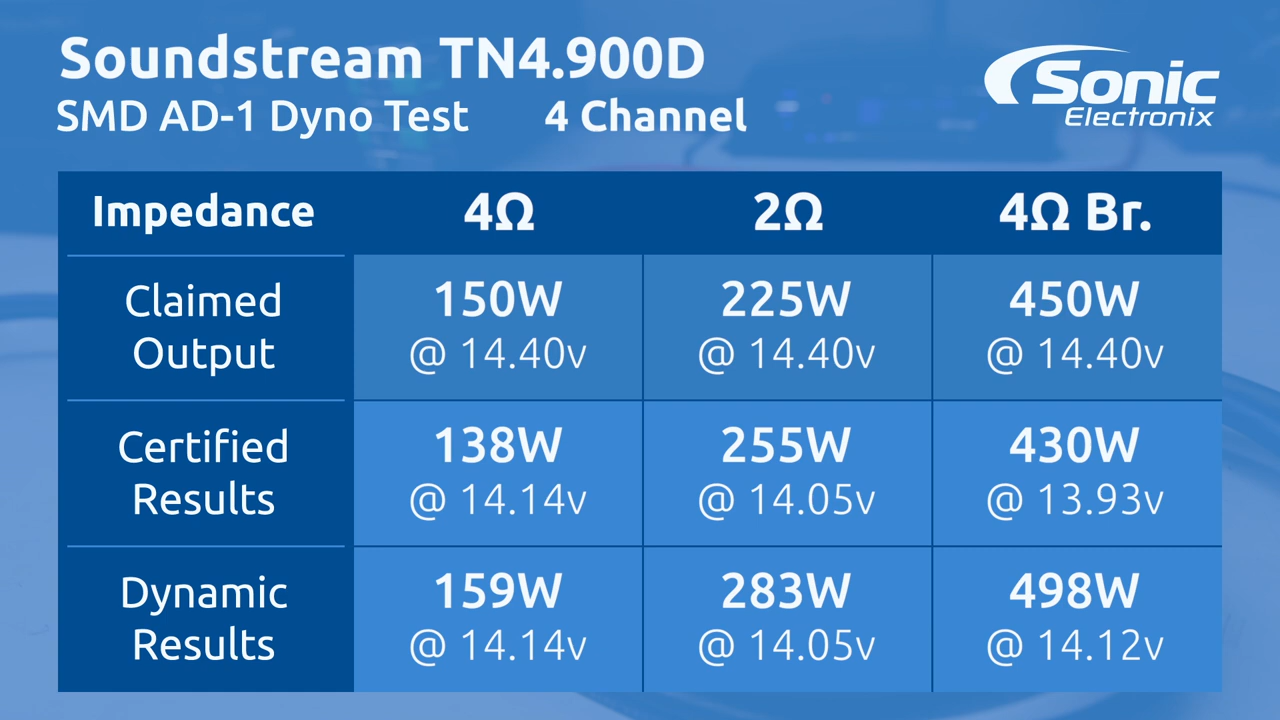 Soundstream TN4.900D
SMD AD-1 Dyno Test 4 Channel
Sonic
Electronix
Impedance 4Ω 2Ω 4Ω Br.
Claimed Output 150W @ 14.40v 225W @ 14.40v 450W @ 14.40v
Certified Results 138W @ 14.14v 255W @ 14.05v 430W @ 13.93v
Dynamic Results 159W @ 14.14v 283W @ 14.05v 498W @ 14.12v